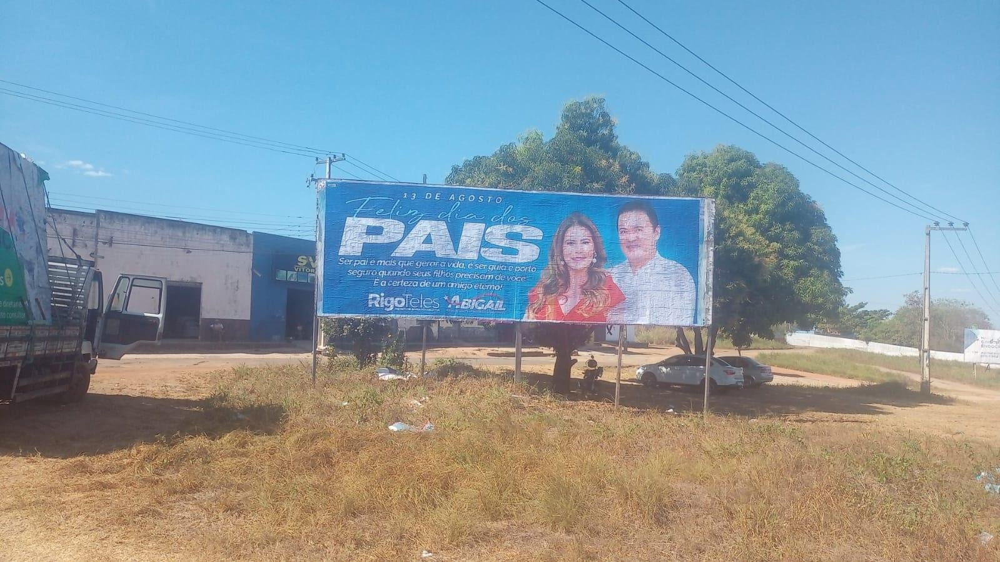 13 DE AGOSTO
Feliz dia dos
PAIS
Ser pai é mais que gerar a vida, é ser guia e porto
seguro quando seus filhos precisam de você.
É a certeza de um amigo eterno!
RigoTeles
ABIGAIL
SV
VITOR